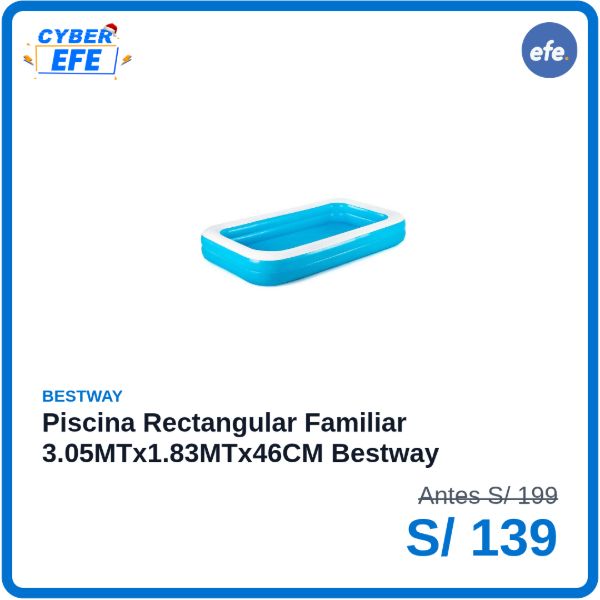 CYBER
EFE
efe.
BESTWAY
Piscina Rectangular Familiar
3.05MTx1.83MTx46CM Bestway
Antes S/ 199
S/ 139